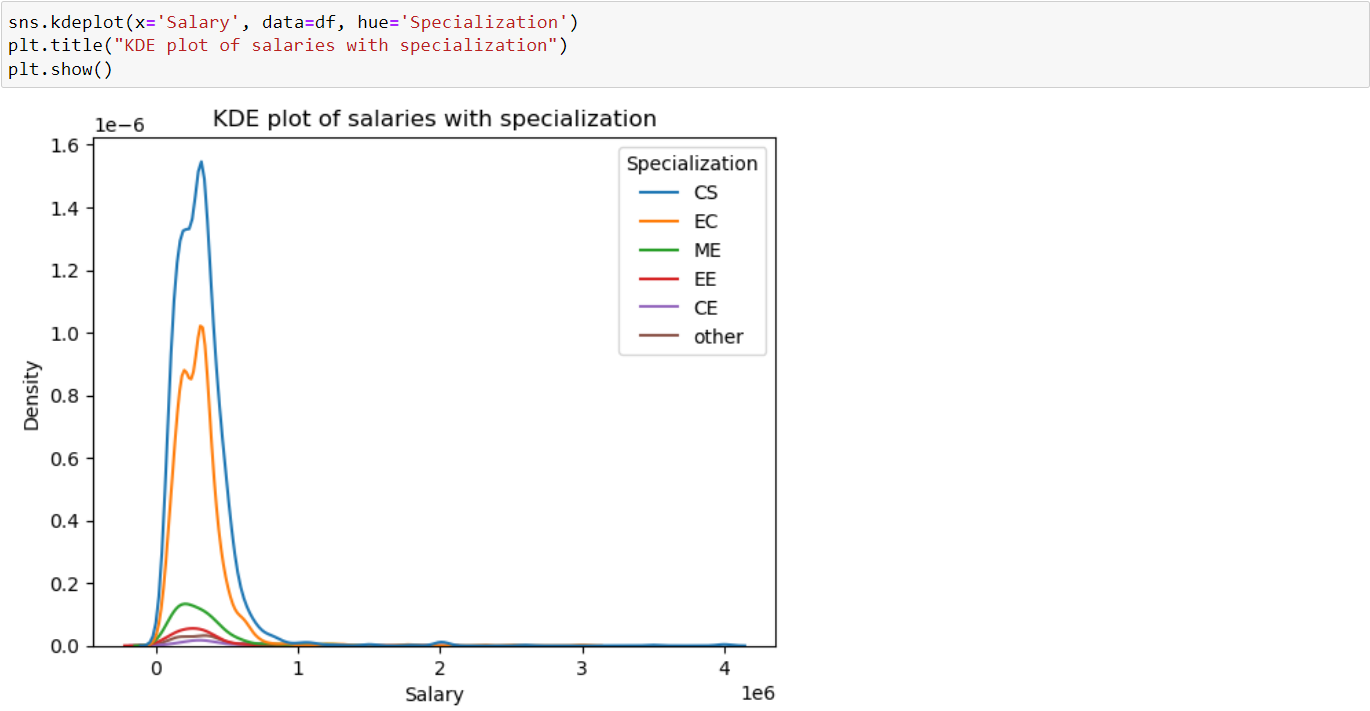 sns.kdeplot(x='Salary', data=df, hue='Specialization')
plt.title("KDE plot of salaries with specialization")
plt.show()
KDE plot of salaries with specialization
1e−6
1.6
1.4
1.2
1.0
0.8
0.6
0.4
0.2
0.0
Density
Specialization
CS
EC
ME
EE
CE
other
0 1 2 3 4
Salary
1e6